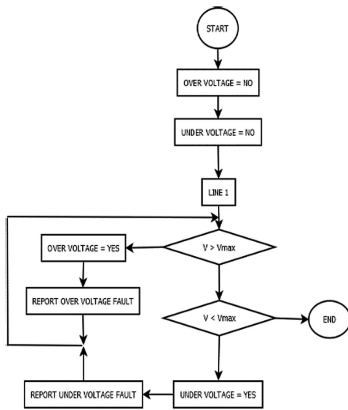 START
OVER VOLTAGE = NO
UNDER VOLTAGE = NO
LINE 1
V > Vmax
OVER VOLTAGE = YES
REPORT OVER VOLTAGE FAULT
V < Vmax
END
UNDER VOLTAGE = YES
REPORT UNDER VOLTAGE FAULT